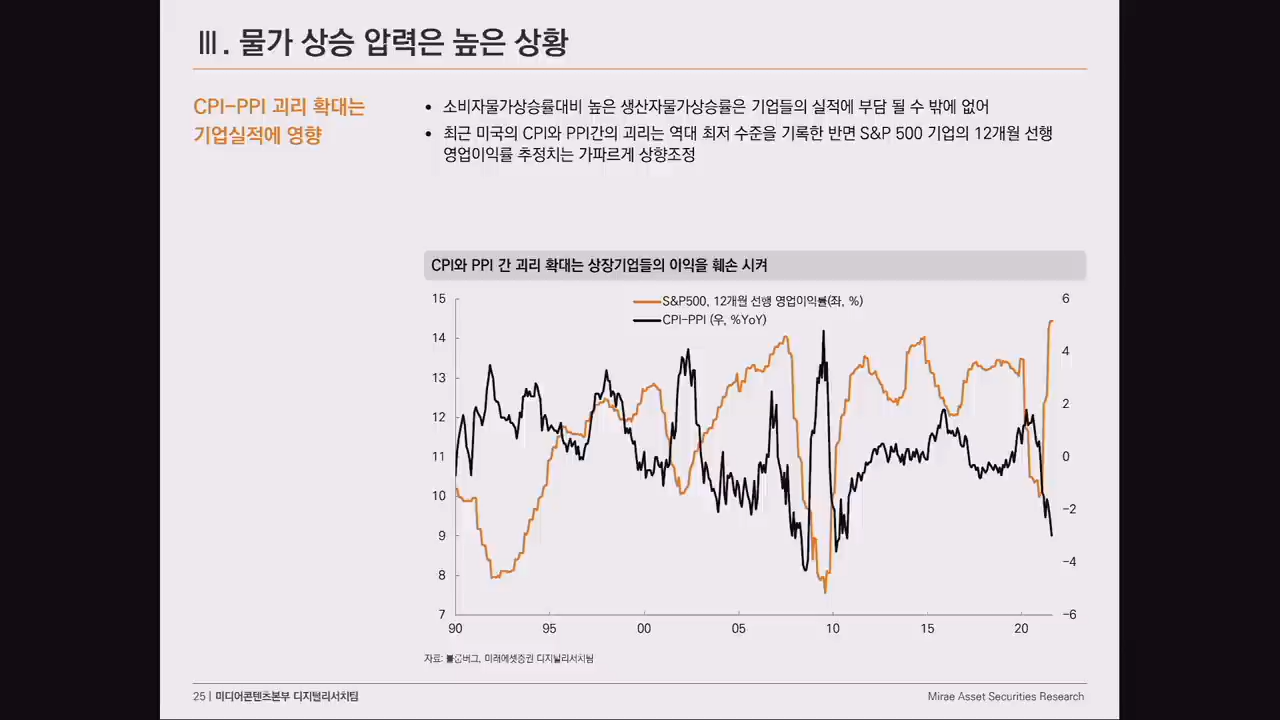 Ⅲ. 물가 상승 압력은 높은 상황
CPI-PPI 괴리 확대는
기업실적에 영향
• 소비자물가상승률대비 높은 생산자물가상승률은 기업들의 실적에 부담 될 수 밖에 없어
• 최근 미국의 CPI와 PPI간의 괴리는 역대 최저 수준을 기록한 반면 S&P 500 기업의 12개월 선행
영업이익률 추정치는 가파르게 상향조정
CPI와 PPI 간 괴리 확대는 상장기업들의 이익을 훼손 시켜
S&P500, 12개월 선행 영업이익률(좌, %)
CPI-PPI (우, %YoY)
15 6
14 4
13
12 2
11 0
10
9 -2
8 -4
7 -6
90 95 00 05 10 15 20
자료: 블룸버그, 미래에셋증권 디지털리서치팀
25 | 미디어콘텐츠본부 디지털리서치팀
Mirae Asset Securities Research